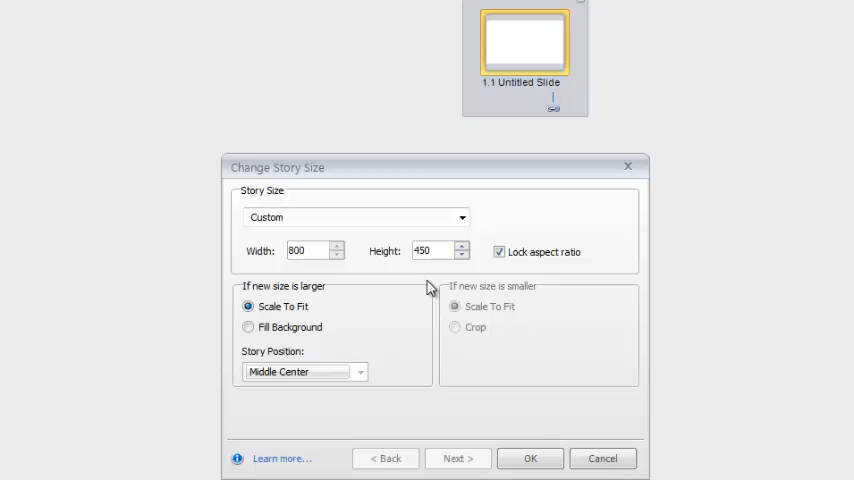 1.1 Untitled Slide
Change Story Size
Story Size
Custom
Width: 800 Height: 450 Lock aspect ratio
If new size is larger If new size is smaller
Scale To Fit Scale To Fit
Fill Background Crop
Story Position:
Middle Center
Learn more... < Back Next > OK Cancel